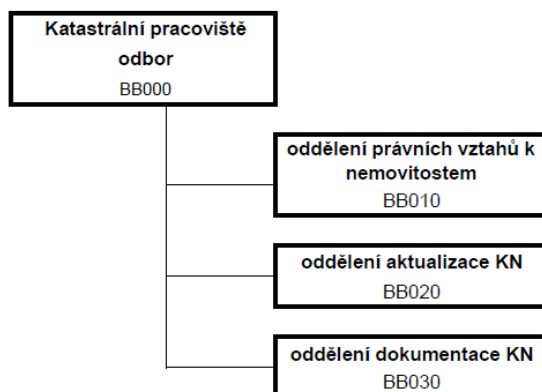 Katastrální pracoviště
odbor
BB000
oddělení právních vztahů k
nemovitostem
BB010
oddělení aktualizace KN
BB020
oddělení dokumentace KN
BB030